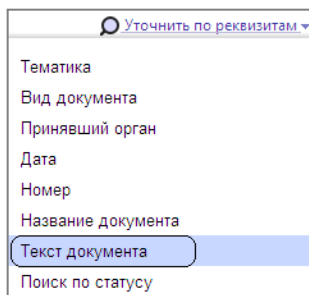 Уточнить по реквизитам
Тематика
Вид документа
Принявший орган
Дата
Номер
Название документа
Текст документа
Поиск по статусу